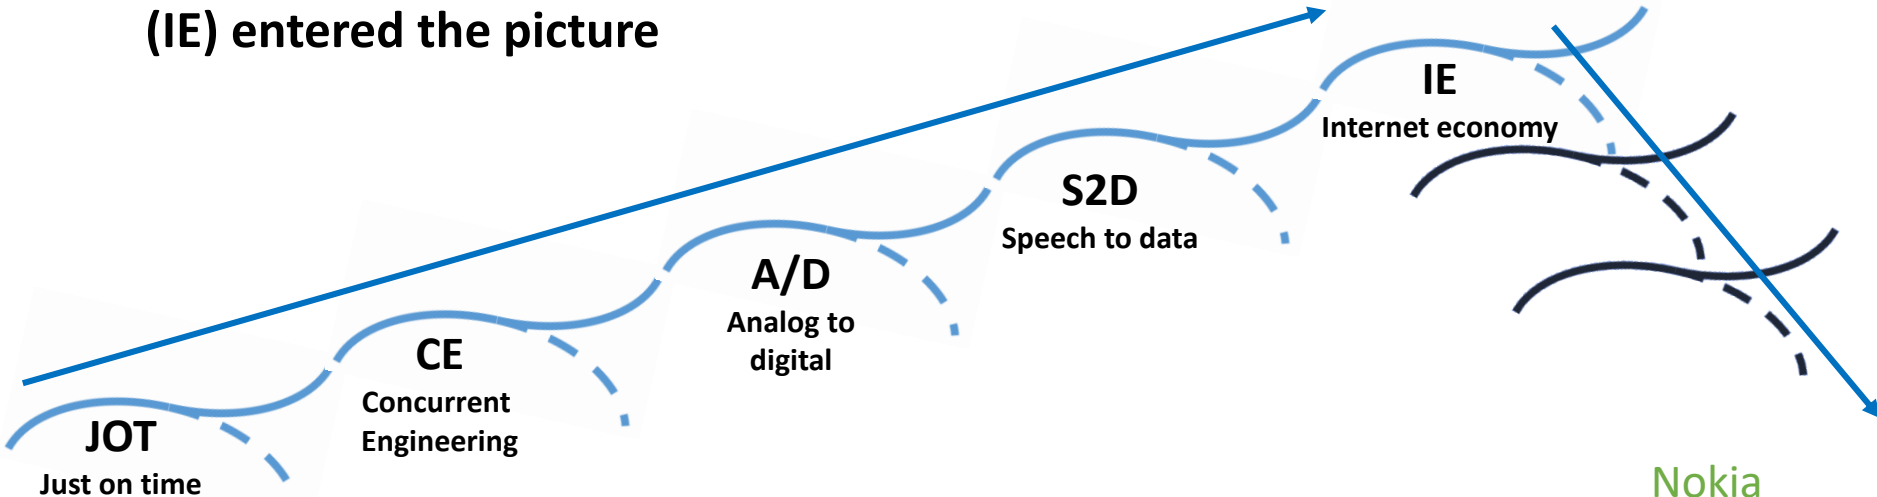 (IE) entered the picture
IE
Internet economy
S2D
Speech to data
A/D
Analog to
digital
CE
Concurrent
Engineering
JOT
Just on time
Nokia